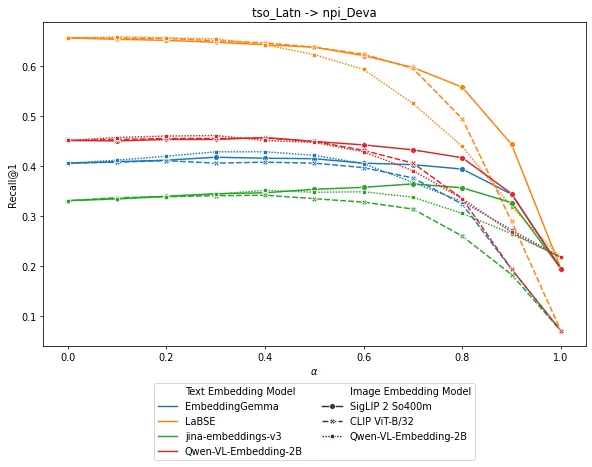 tso_Latn -> npi_Deva
Recall@1
0.6
0.5
0.4
0.3
0.2
0.1
0.0 0.2 0.4 0.6 0.8 1.0
α
Text Embedding Model Image Embedding Model
EmbeddingGemma SigLIP 2 So400m
LaBSE CLIP ViT-B/32
jina-embeddings-v3 Qwen-VL-Embedding-2B
Qwen-VL-Embedding-2B